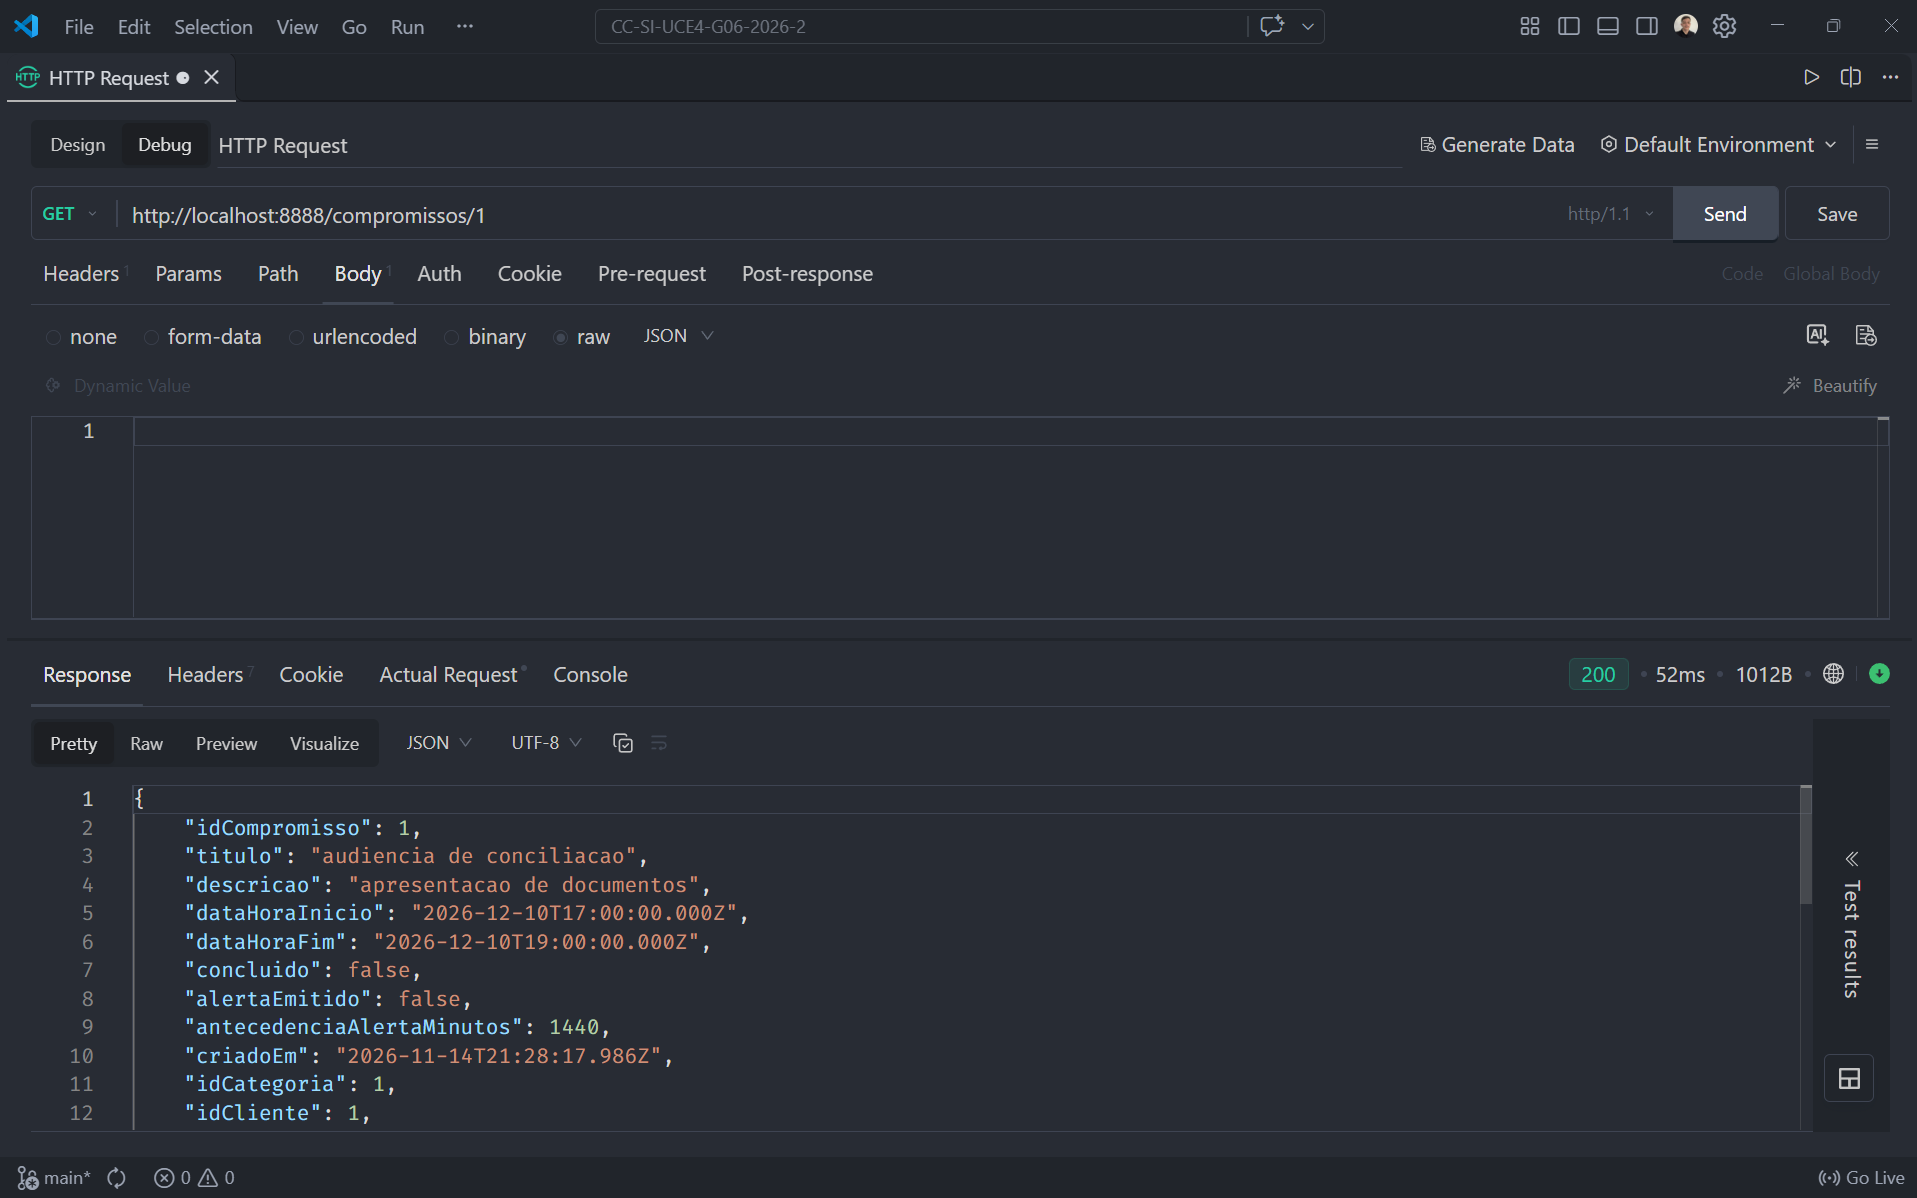 File Edit Selection View Go Run ··· CC-SI-UCE4-G06-2026-2
HTTP HTTP Request
Design Debug HTTP Request Generate Data Default Environment
GET http://localhost:8888/compromissos/1 http/1.1 Send Save
Headers 1 Params Path Body 1 Auth Cookie Pre-request Post-response Code Global Body
none form-data urlencoded binary raw JSON AI
Dynamic Value Beautify
1
Response Headers 7 Cookie Actual Request Console 200 52ms 1012B
Pretty Raw Preview Visualize JSON UTF-8
1 {
2 "idCompromisso": 1,
3 "titulo": "audiencia de conciliacao",
4 "descricao": "apresentacao de documentos",
5 "dataHoraInicio": "2026-12-10T17:00:00.000Z",
6 "dataHoraFim": "2026-12-10T19:00:00.000Z",
7 "concluido": false,
8 "alertaEmitido": false,
9 "antecedenciaAlertaMinutos": 1440,
10 "criadoEm": "2026-11-14T21:28:17.986Z",
11 "idCategoria": 1,
12 "idCliente": 1,
Test results
main* 0 0 Go Live